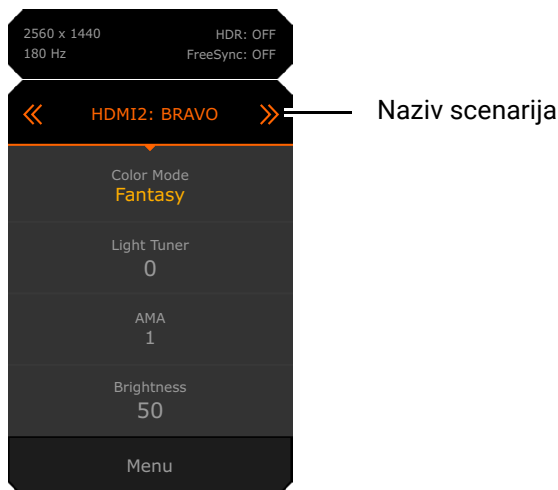 2560 x 1440 HDR: OFF
180 Hz FreeSync: OFF
HDMI2: BRAVO
Naziv scenarija
Color Mode
Fantasy
Light Tuner
0
AMA
1
Brightness
50
Menu